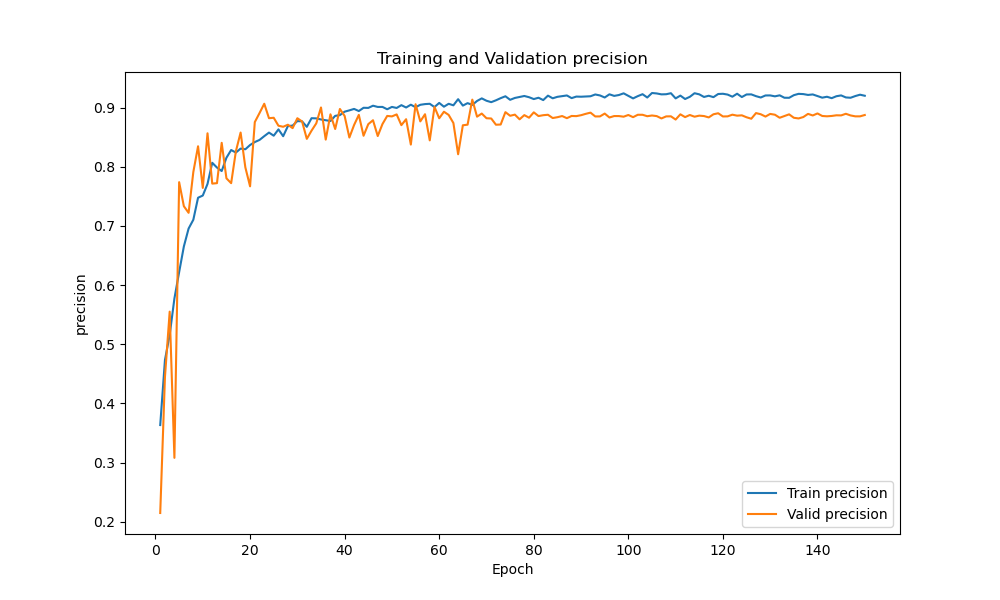 Training and Validation precision
0.9
0.8
0.7
0.6
0.5
0.4
0.3
0.2
precision
0 20 40 60 80 100 120 140
Epoch
Train precision
Valid precision